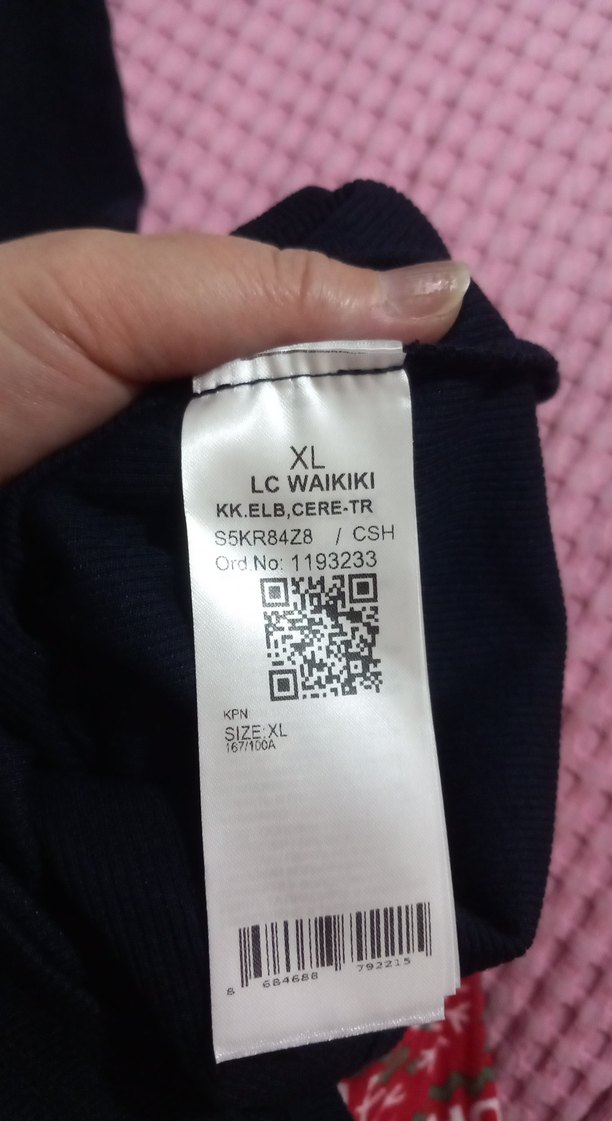 XL
LC WAIKIKI
KK.ELB,CERE-TR
S5KR84Z8 / CSH
Ord.No: 1193233
KPN
SIZE:XL
167/100A
8 684688 792215